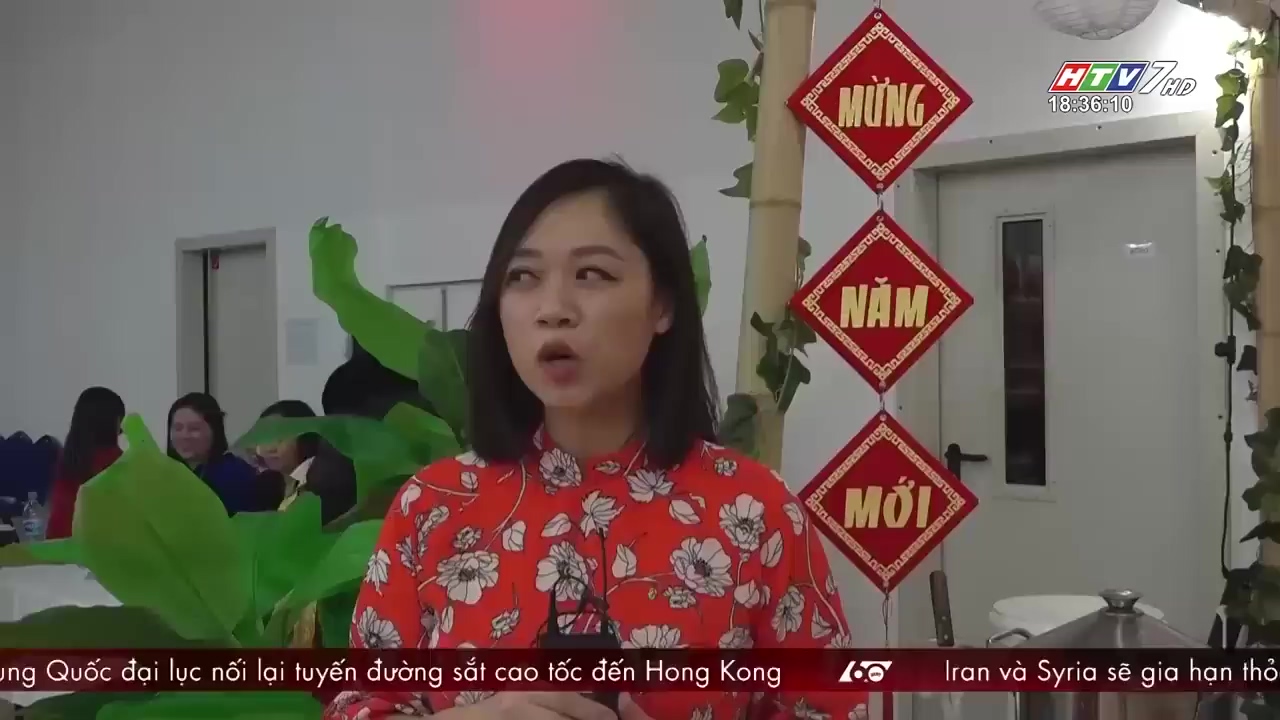 MỪNG
HTV7 HD
18:36:10
NĂM
MỚI
ung Quốc đại lục nối lại tuyến đường sắt cao tốc đến Hong Kong
60
Iran và Syria sẽ gia hạn thỏ